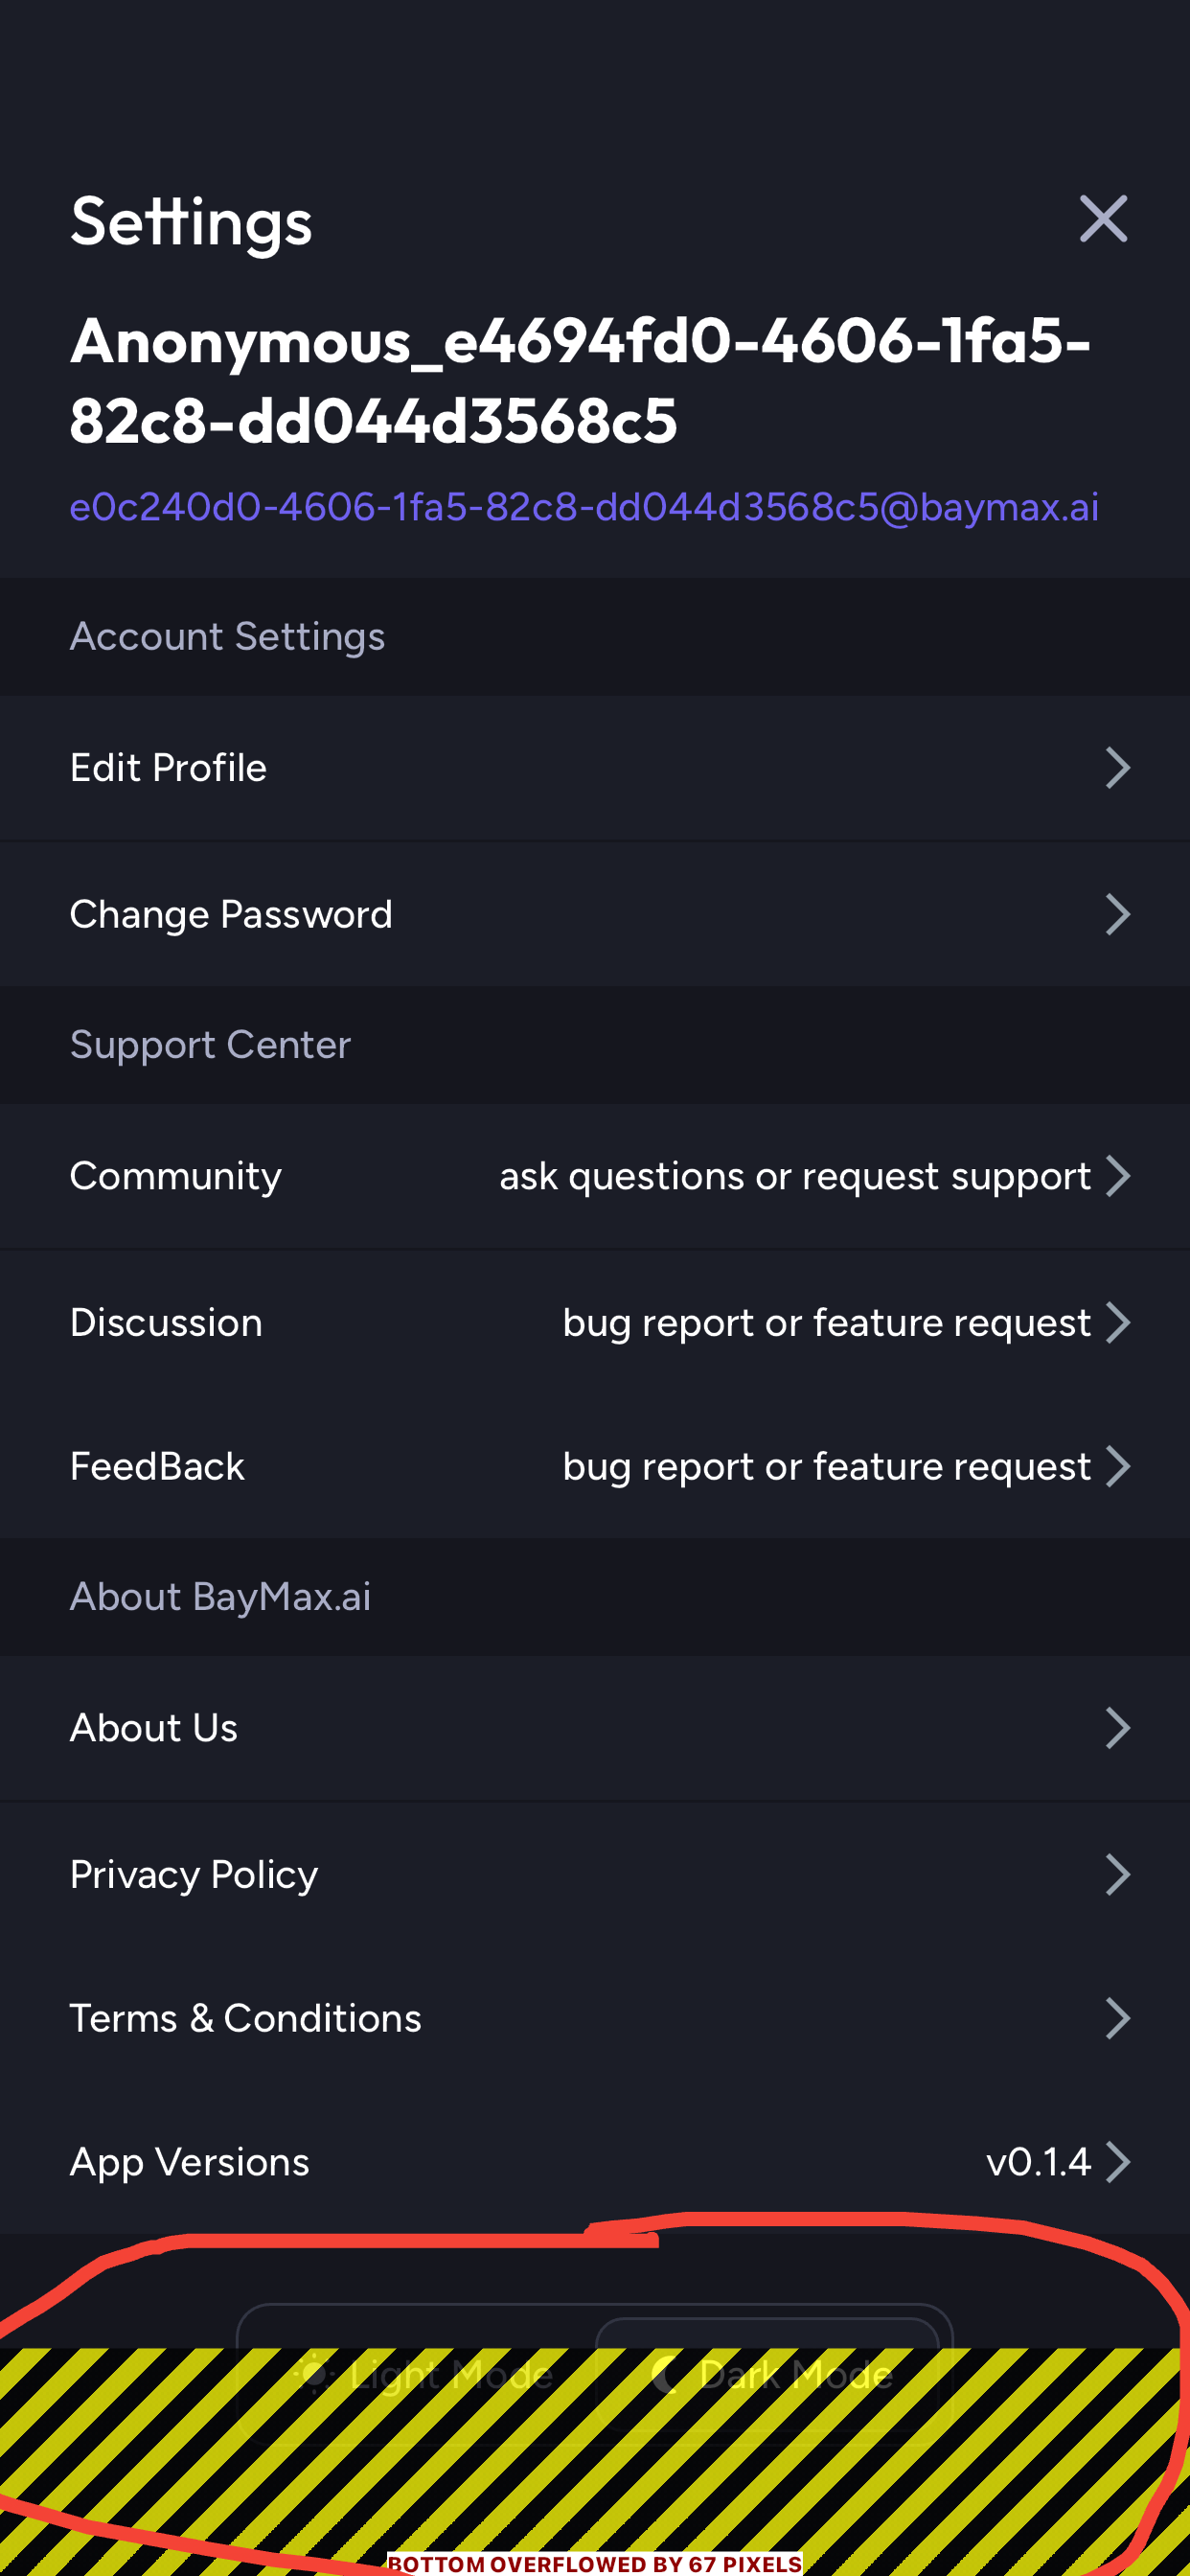 Settings
Anonymous_e4694fd0-4606-1fa5-
82c8-dd044d3568c5
e0c240d0-4606-1fa5-82c8-dd044d3568c5@baymax.ai
Account Settings
Edit Profile
Change Password
Support Center
Community ask questions or request support
Discussion bug report or feature request
FeedBack bug report or feature request
About BayMax.ai
About Us
Privacy Policy
Terms & Conditions
App Versions v0.1.4
Light Mode Dark Mode
BOTTOM OVERFLOWED BY 67 PIXELS